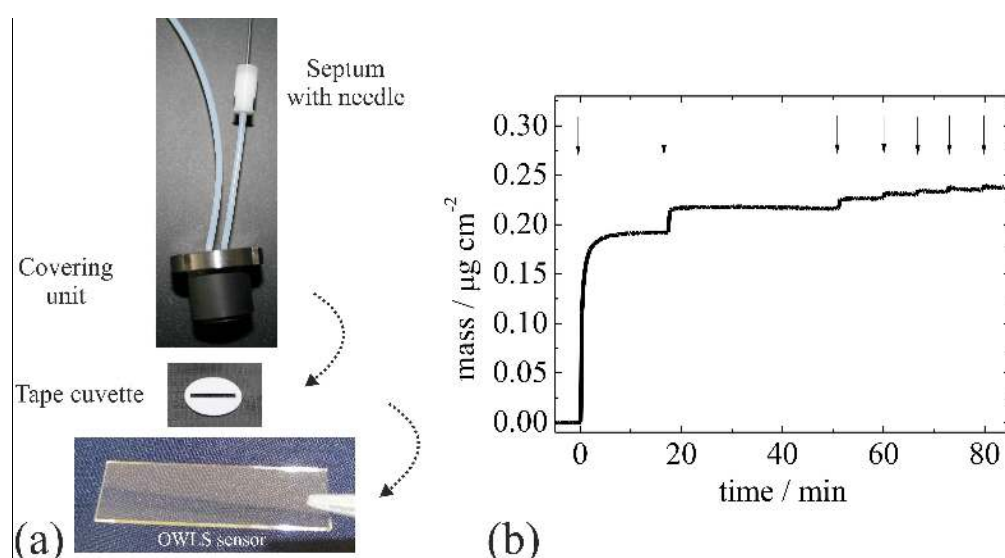 Septum
with needle
Covering
unit
Tape cuvette
OWLS sensor
(a)
mass / μg cm-2
0.30
0.25
0.20
0.15
0.10
0.05
0.00
0
20
40
60
80
time / min
(b)